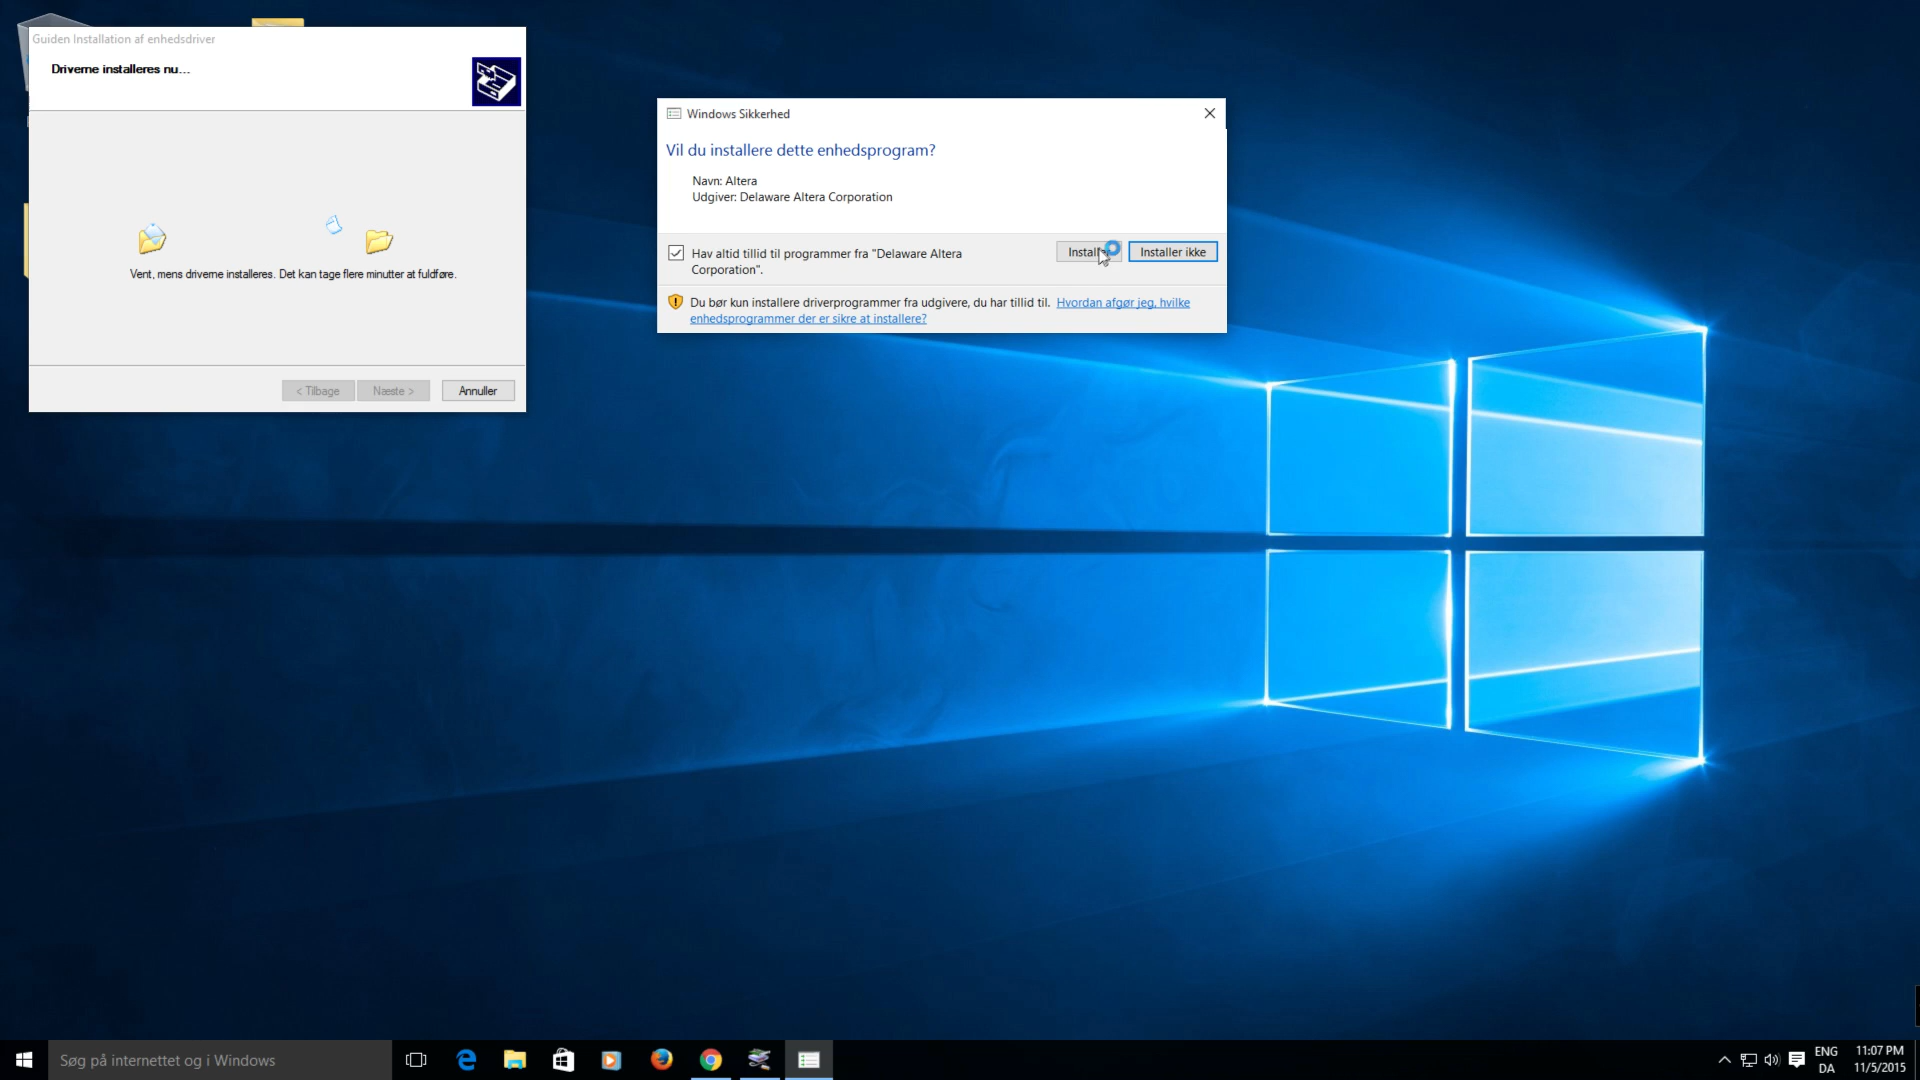 Guiden Installation af enhedsdriver
Driverne installeres nu...
Vent, mens driverne installeres. Det kan tage flere minutter at fuldføre.
< Tilbage
Næste >
Annuller
Windows Sikkerhed
Vil du installere dette enhedsprogram?
Navn: Altera
Udgiver: Delaware Altera Corporation
Hav altid tillid til programmer fra "Delaware Altera
Corporation".
Installer ikke
Du bør kun installere driverprogrammer fra udgivere, du har tillid til. Hvordan afgør jeg, hvilke
enhedsprogrammer der er sikre at installere?
Søg på internettet og i Windows
ENG
DA
11:07 PM
11/5/2015